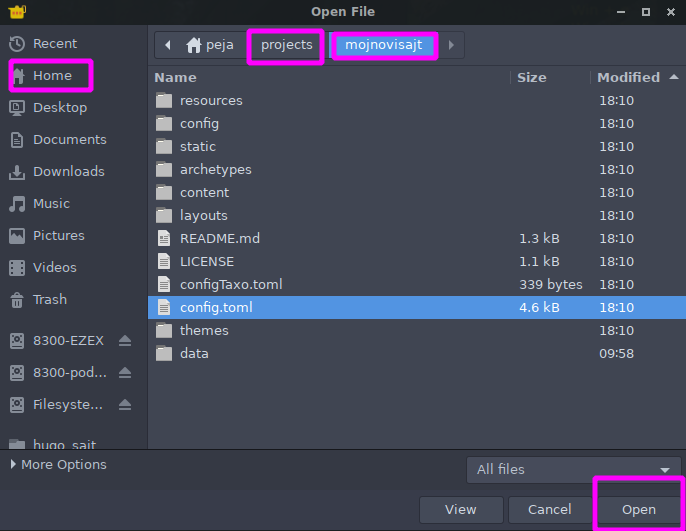 Open File
Recent
Home
Desktop
Documents
Downloads
Music
Pictures
Videos
Trash
8300-EZEX
8300-pod...
Filesyste...
hugo_sajt
More Options
peja projects mojnovisajt
Name Size Modified
resources 18:10
config 18:10
static 18:10
archetypes 18:10
content 18:10
layouts 18:10
README.md 1.3 kB 18:10
LICENSE 1.1 kB 18:10
configTaxo.toml 339 bytes 18:10
config.toml 4.6 kB 18:10
themes 18:10
data 09:58
All files
View Cancel Open